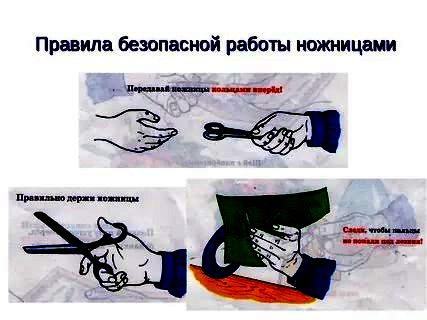 Правила безопасной работы ножницами
Передавай ножницы кольцами вперёд!
Правильно держи ножницы
Следи, чтобы пальцы
не попали под лезвия!